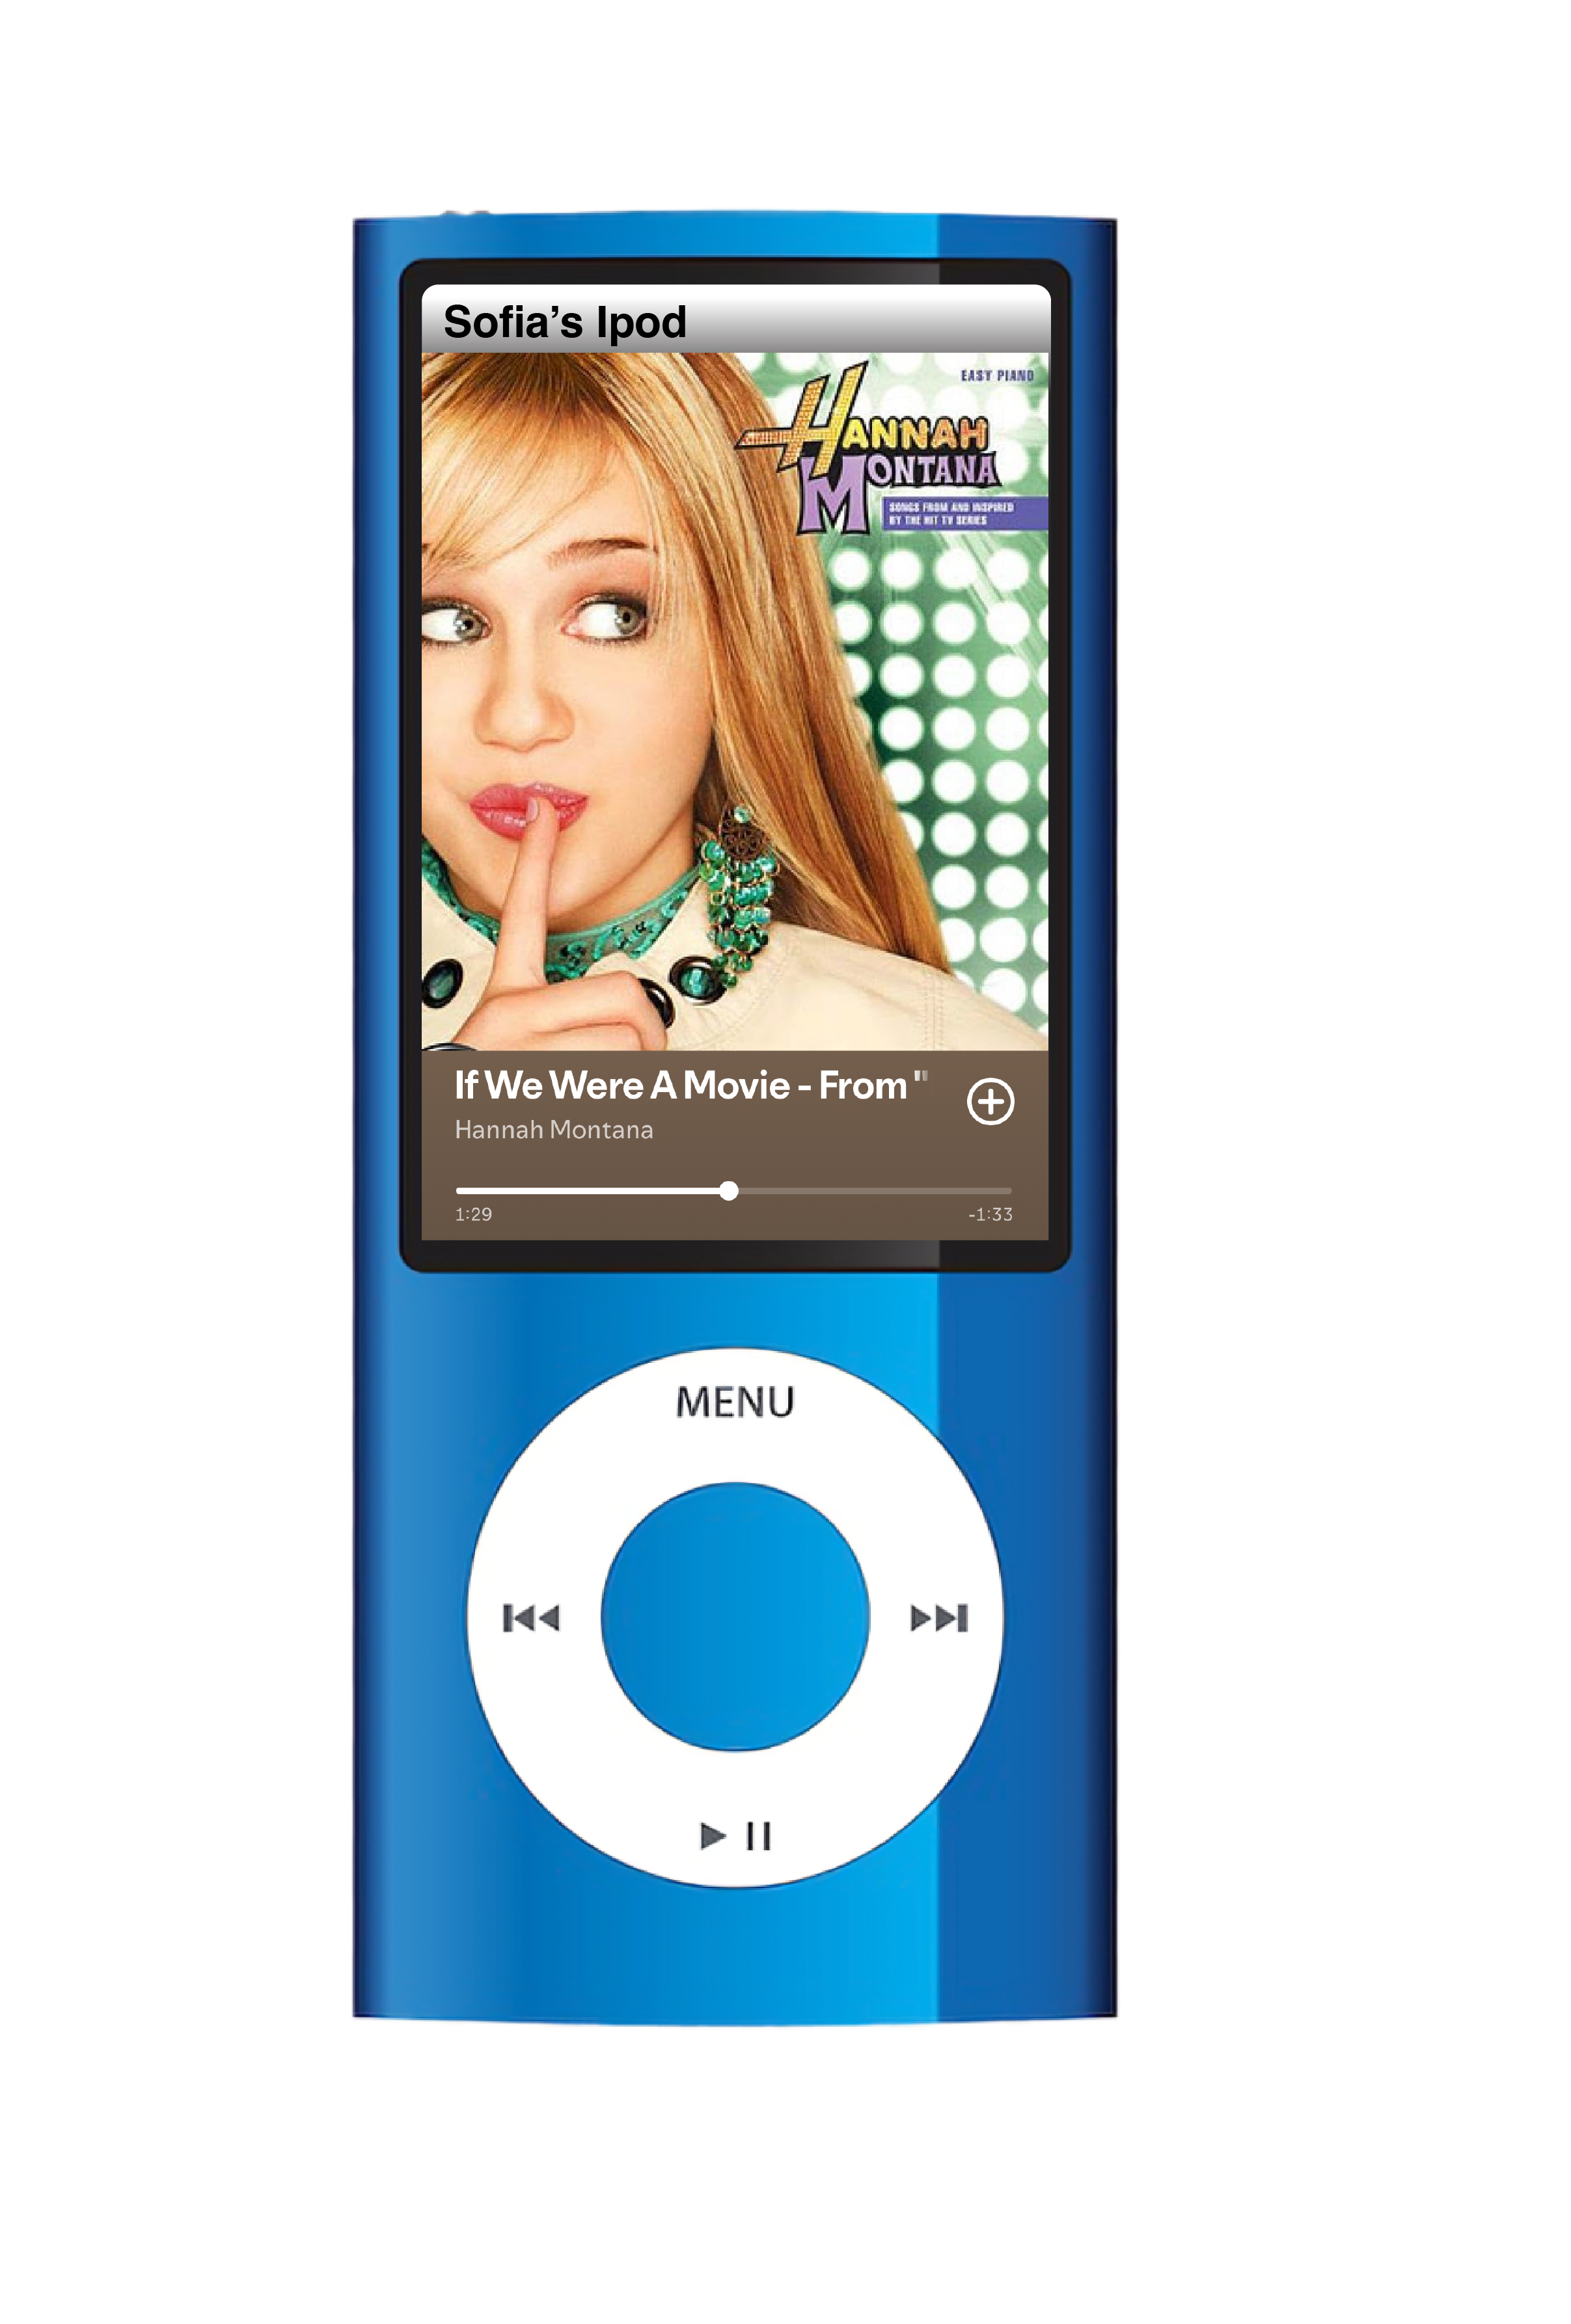 Sofia’s Ipod
EASY PIANO
HANNAH
MONTANA
SONGS FROM AND INSPIRED
BY THE HIT TV SERIES
If We Were A Movie - From "
Hannah Montana
1:29
-1:33
MENU